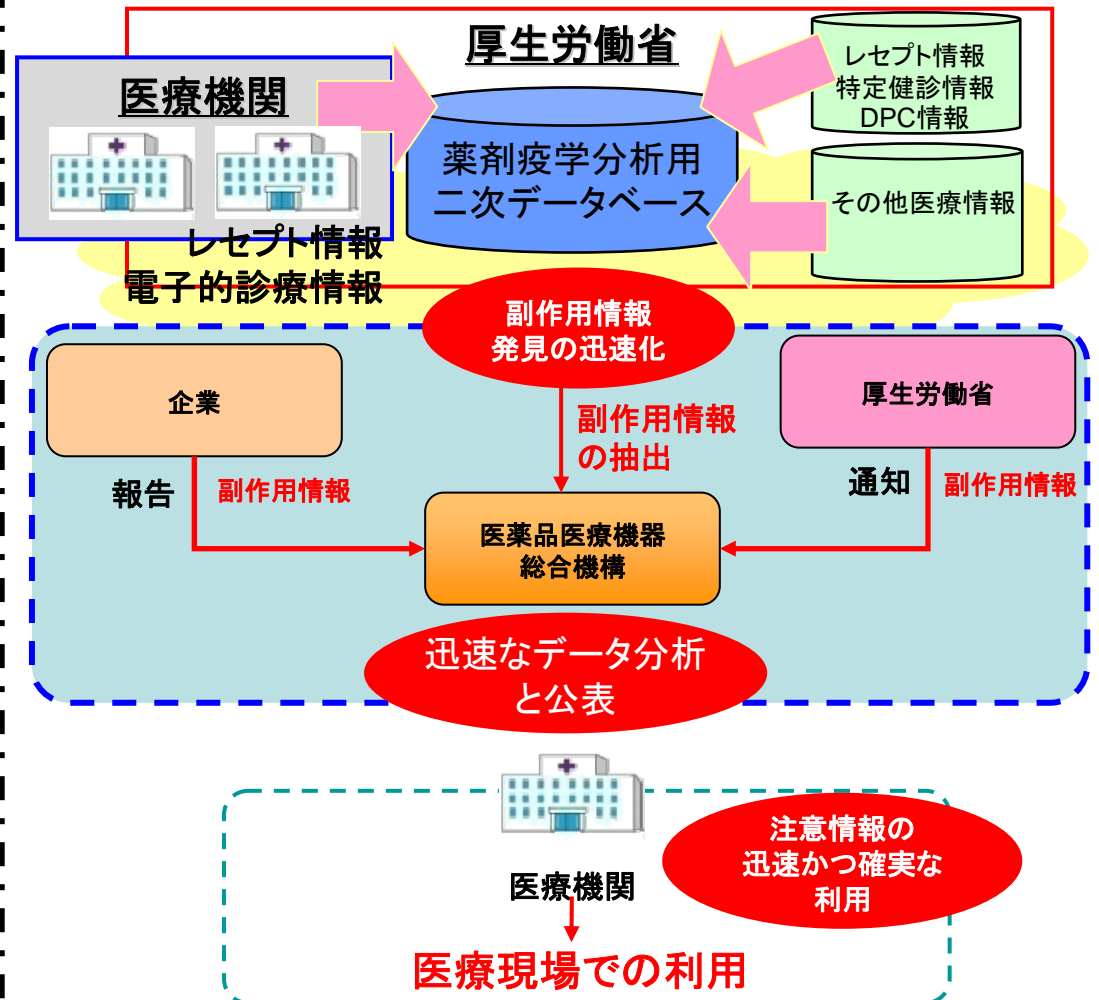 厚生労働省
医療機関
レセプト情報
電子的診療情報
薬剤疫学分析用
二次データベース
レセプト情報
特定健診情報
DPC情報
その他医療情報
副作用情報
発見の迅速化
企業
厚生労働省
副作用情報
の抽出
報告
副作用情報
通知
副作用情報
医薬品医療機器
総合機構
迅速なデータ分析
と公表
注意情報の
迅速かつ確実な
利用
医療機関
医療現場での利用